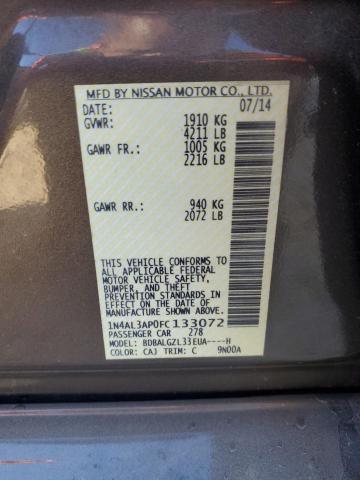 MFD BY NISSAN MOTOR CO., LTD.
DATE: 07/14
GVWR: 1910 KG
4211 LB
GAWR FR.: 1005 KG
2216 LB
GAWR RR.: 940 KG
2072 LB
THIS VEHICLE CONFORMS TO
ALL APPLICABLE FEDERAL
MOTOR VEHICLE SAFETY,
BUMPER, AND THEFT
PREVENTION STANDARDS IN
EFFECT ON THE DATE OF
MANUFACTURE SHOWN ABOVE.
1N4AL3AP0FC133072
PASSENGER CAR 278
MODEL: BDBALGZL33EUA----H
COLOR: CAJ TRIM: C 9N00A